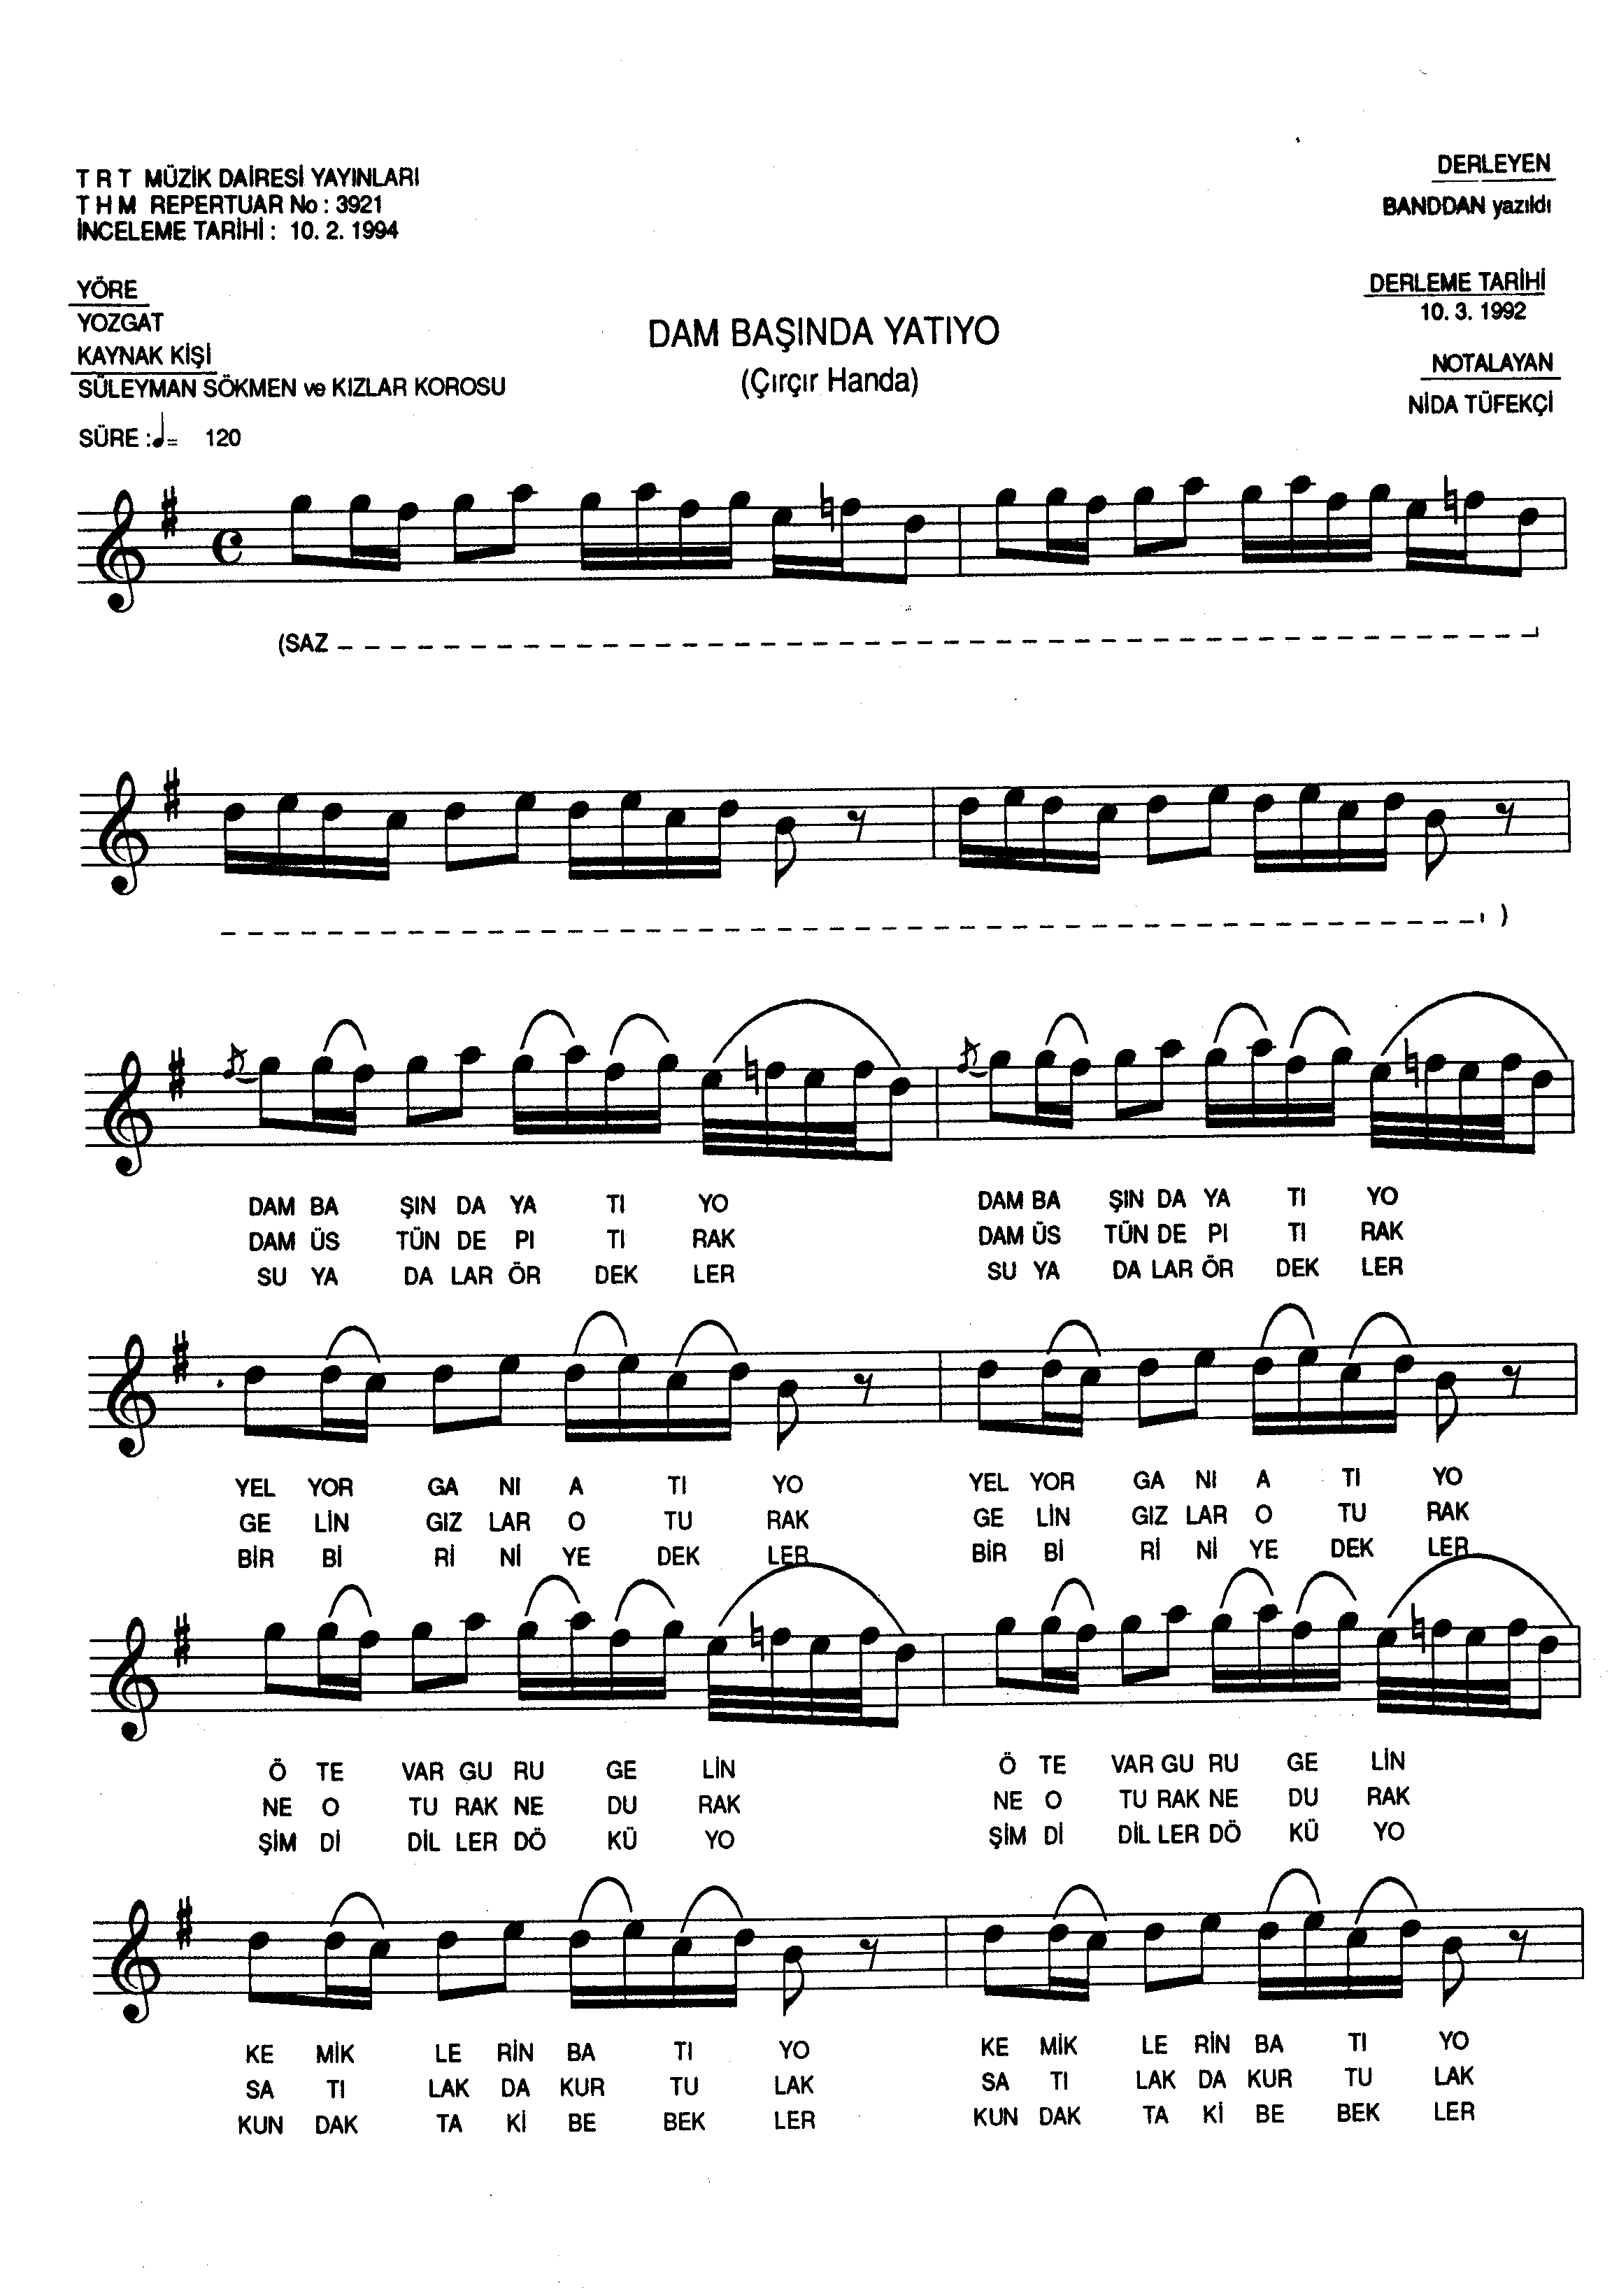 T R T MÜZİK DAİRESİ YAYINLARI
T H M REPERTUAR No : 3921
İNCELEME TARİHİ : 10. 2. 1994
DERLEYEN
BANDDAN yazıldı
YÖRE
YOZGAT
KAYNAK KİŞİ
SÜLEYMAN SÖKMEN ve KIZLAR KOROSU
SÜRE : = 120
DAM BAŞINDA YATIYO
(Çırçır Handa)
DERLEME TARİHİ
10. 3. 1992
NOTALAYAN
NİDA TÜFEKÇİ
(SAZ )
DAM BA ŞIN DA YA TI YO DAM BA ŞIN DA YA TI YO
DAM ÜS TÜN DE PI TI RAK DAM ÜS TÜN DE PI TI RAK
SU YA DA LAR ÖR DEK LER SU YA DA LAR ÖR DEK LER
YEL YOR GA NI A TI YO YEL YOR GA NI A TI YO
GE LİN GIZ LAR O TU RAK GE LİN GIZ LAR O TU RAK
BİR Bİ Rİ Nİ YE DEK LER BİR Bİ Rİ Nİ YE DEK LER
Ö TE VAR GU RU GE LİN Ö TE VAR GU RU GE LİN
NE O TU RAK NE DU RAK NE O TU RAK NE DU RAK
ŞİM Dİ DİL LER DÖ KÜ YO ŞİM Dİ DİL LER DÖ KÜ YO
KE MİK LE RİN BA TI YO KE MİK LE RİN BA TI YO
SA TI LAK DA KUR TU LAK SA TI LAK DA KUR TU LAK
KUN DAK TA Kİ BE BEK LER KUN DAK TA Kİ BE BEK LER